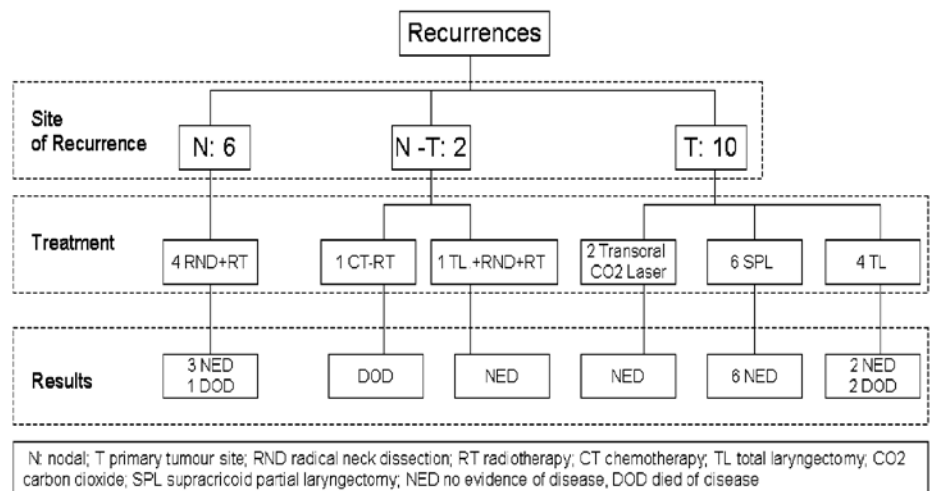 Recurrences
Site
of Recurrence
N: 6
N -T: 2
T: 10
Treatment
4 RND+RT
1 CT-RT
1 TL.+RND+RT
2 Transoral
CO2 Laser
6 SPL
4 TL
Results
3 NED
1 DOD
DOD
NED
NED
6 NED
2 NED
2 DOD
N: nodal; T primary tumour site; RND radical neck dissection; RT radiotherapy; CT chemotherapy; TL total laryngectomy; CO2
carbon dioxide; SPL supracricoid partial laryngectomy; NED no evidence of disease, DOD died of disease